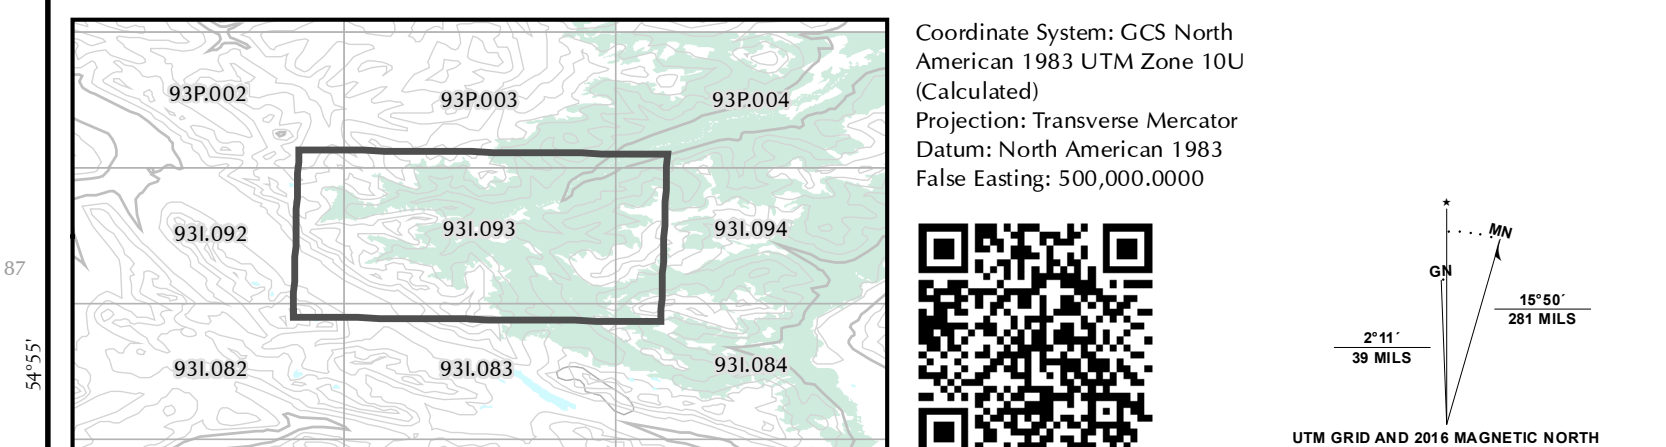 93P.002
93P.003
93P.004
93I.092
93I.093
93I.094
93I.082
93I.083
93I.084
87
54°55'
Coordinate System: GCS North
American 1983 UTM Zone 10U
(Calculated)
Projection: Transverse Mercator
Datum: North American 1983
False Easting: 500,000.0000
MN
GN
15°50´
281 MILS
2°11´
39 MILS
UTM GRID AND 2016 MAGNETIC NORTH